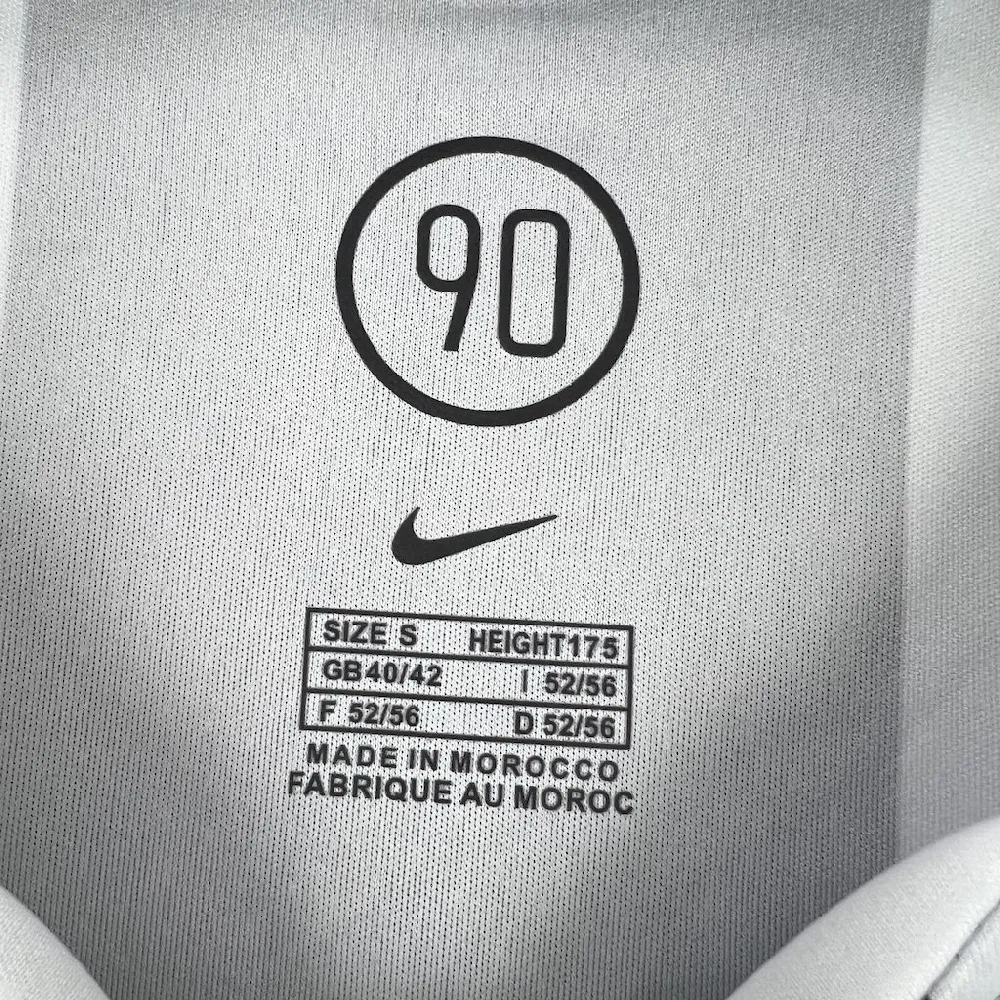 90
SIZE S HEIGHT175
GB40/42 I 52/56
F 52/56 D 52/56
MADE IN MOROCCO
FABRIQUE AU MOROC